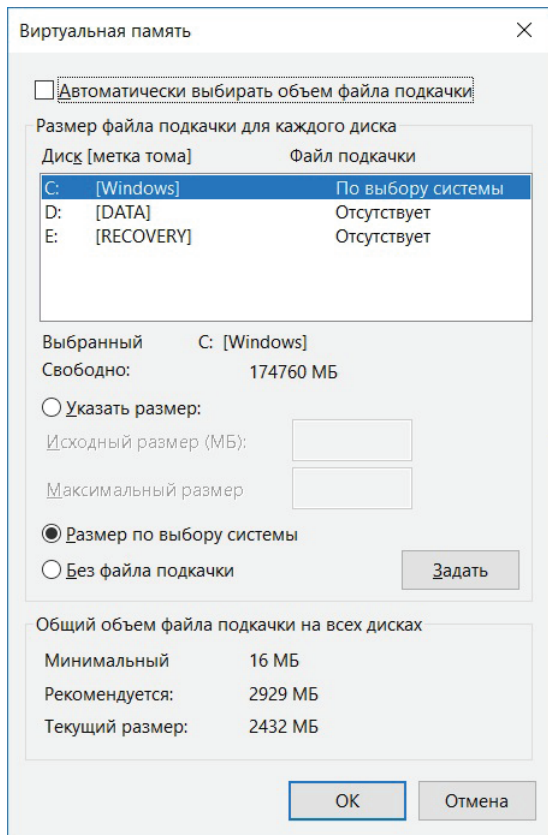 Виртуальная память
Автоматически выбирать объем файла подкачки
Размер файла подкачки для каждого диска
Диск [метка тома] Файл подкачки
C: [Windows] По выбору системы
D: [DATA] Отсутствует
E: [RECOVERY] Отсутствует
Выбранный C: [Windows]
Свободно: 174760 МБ
Указать размер:
Исходный размер (МБ):
Максимальный размер
Размер по выбору системы
Без файла подкачки Задать
Общий объем файла подкачки на всех дисках
Минимальный 16 МБ
Рекомендуется: 2929 МБ
Текущий размер: 2432 МБ
ОК Отмена